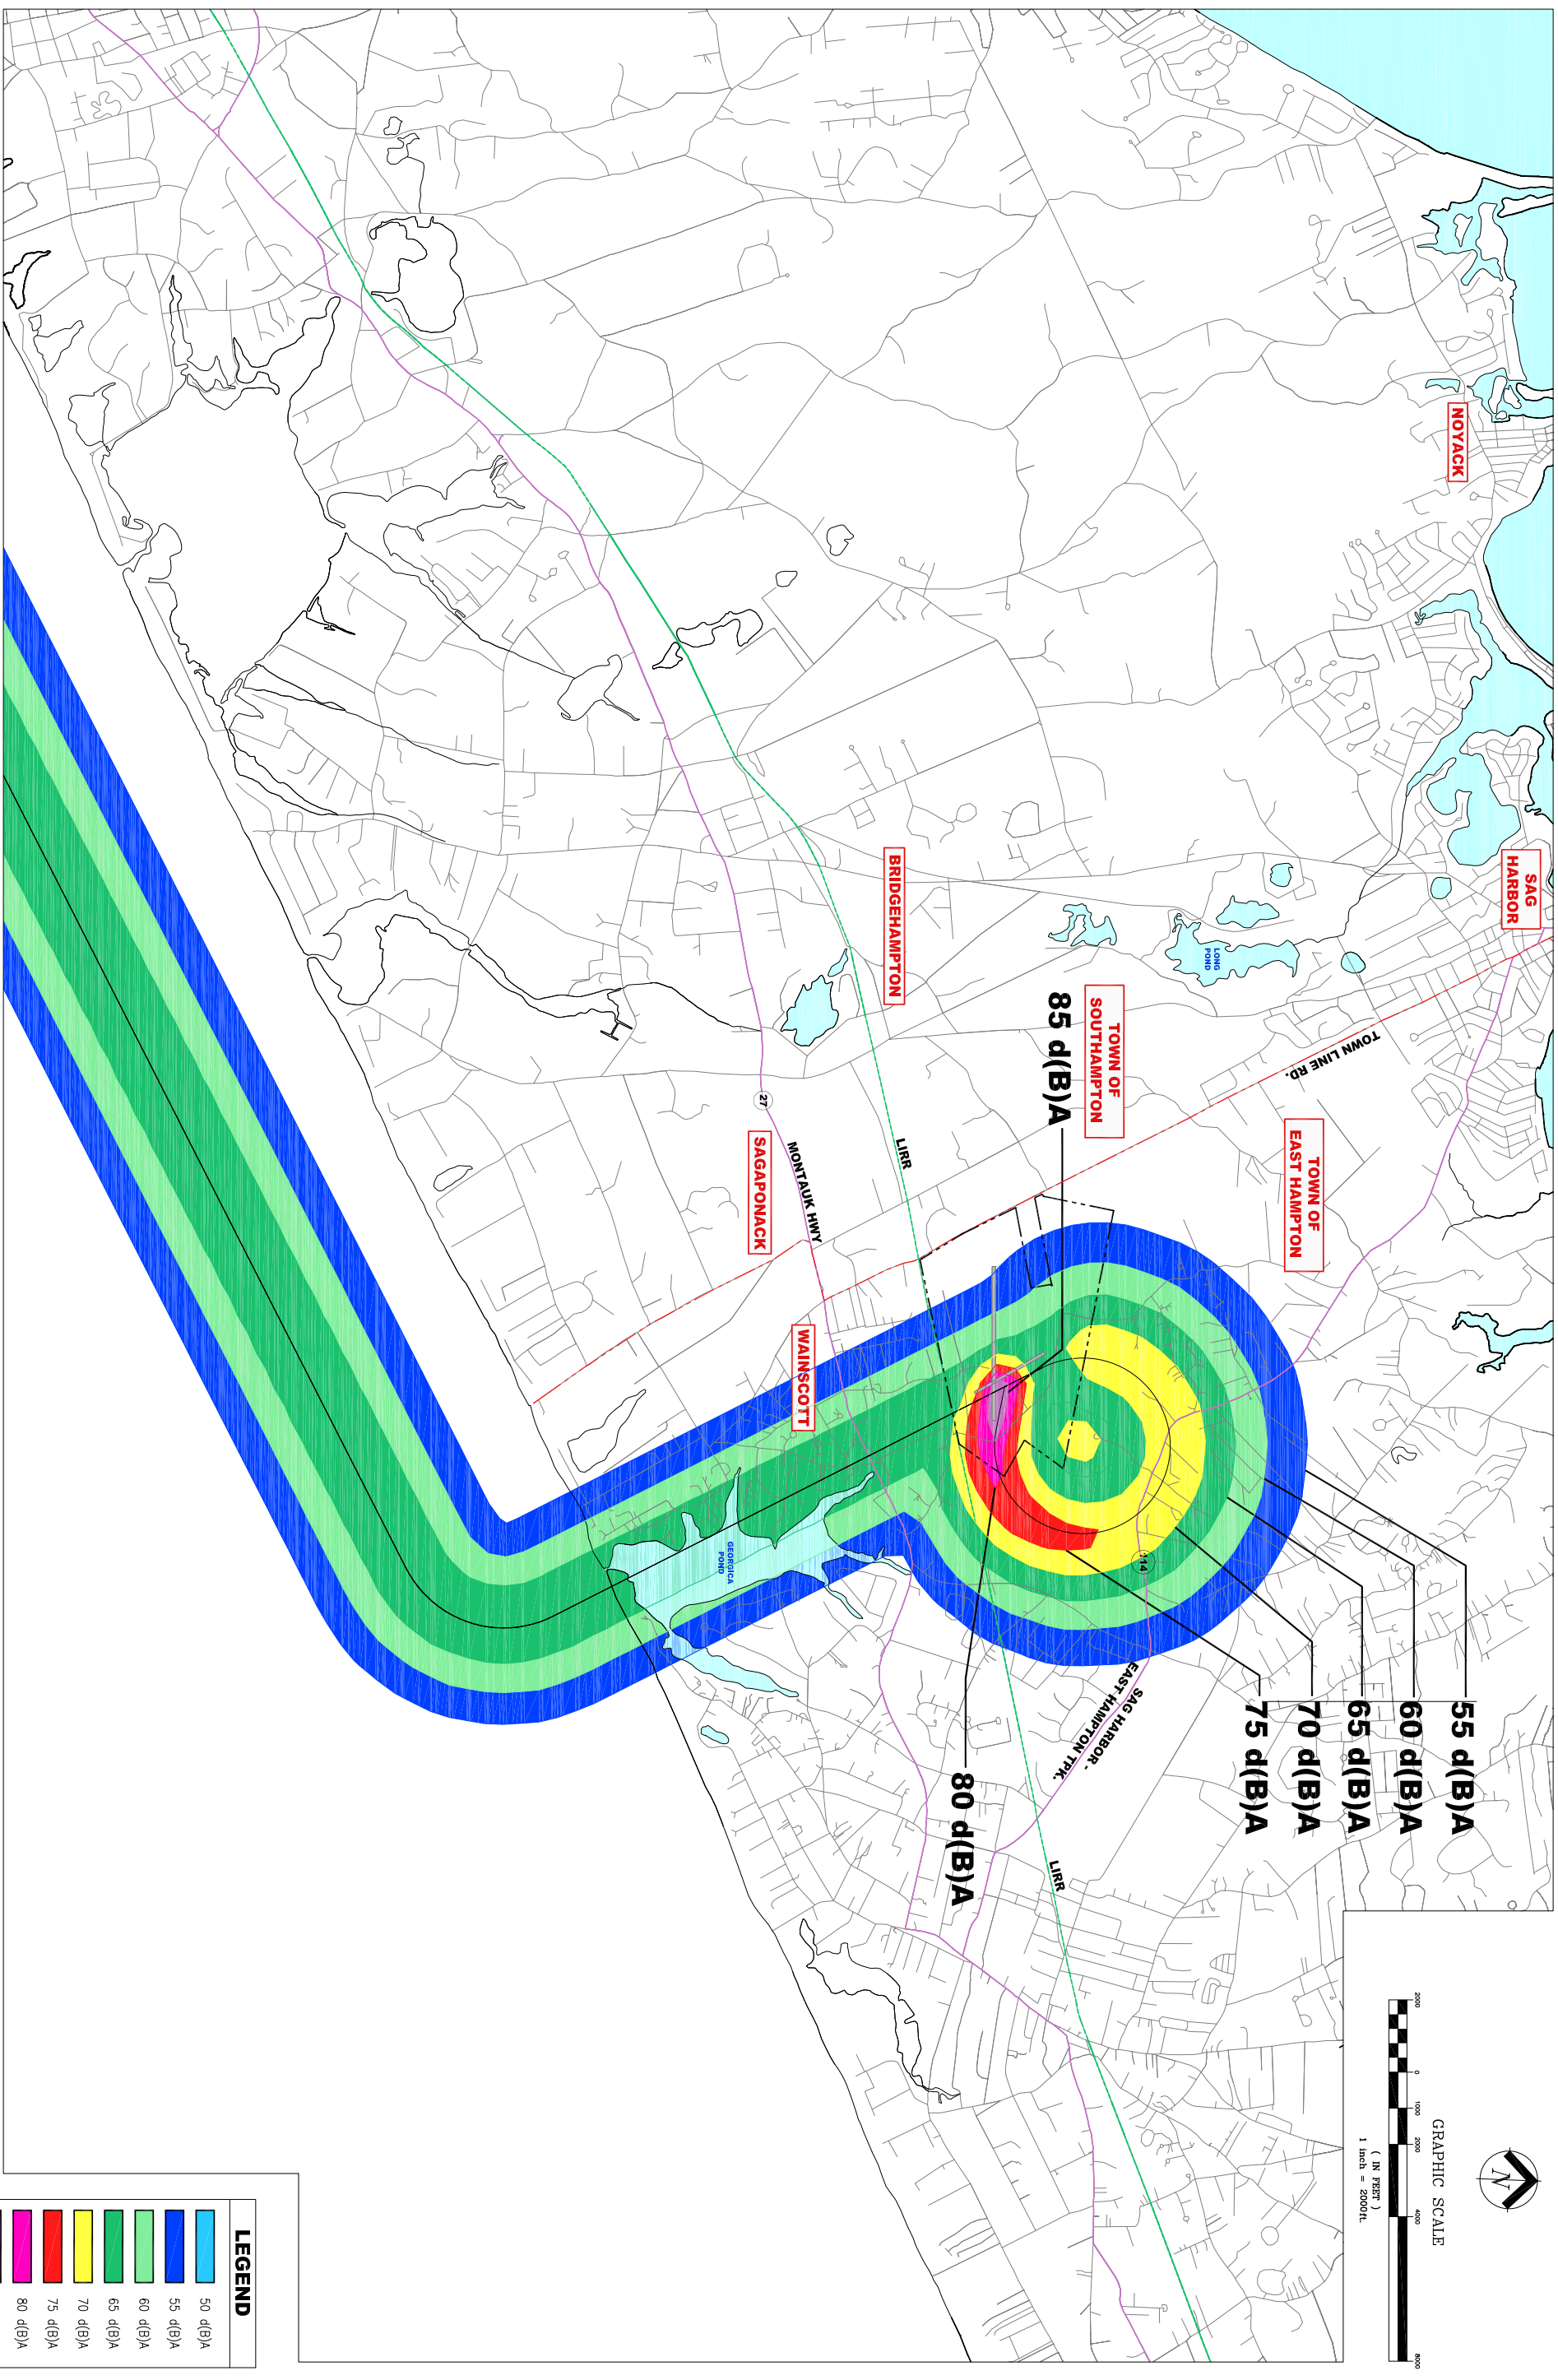 NOYACK
SAG
HARBOR
BRIDGEHAMPTON
LONG
POND
TOWN OF
SOUTHAMPTON
85 d(B)A
TOWN LINE RD.
TOWN OF
EAST HAMPTON
27
SAGAPONACK
MONTAUK HWY
LIRR
WAINSCOTT
GEORGICA
POND
114
SAG HARBOR -
EAST HAMPTON TPK.
55 d(B)A
60 d(B)A
65 d(B)A
70 d(B)A
75 d(B)A
80 d(B)A
LIRR
N
GRAPHIC SCALE
2000 0 1000 2000 4000 8000
( IN FEET )
1 inch = 2000ft.
LEGEND
50 d(B)A
55 d(B)A
60 d(B)A
65 d(B)A
70 d(B)A
75 d(B)A
80 d(B)A